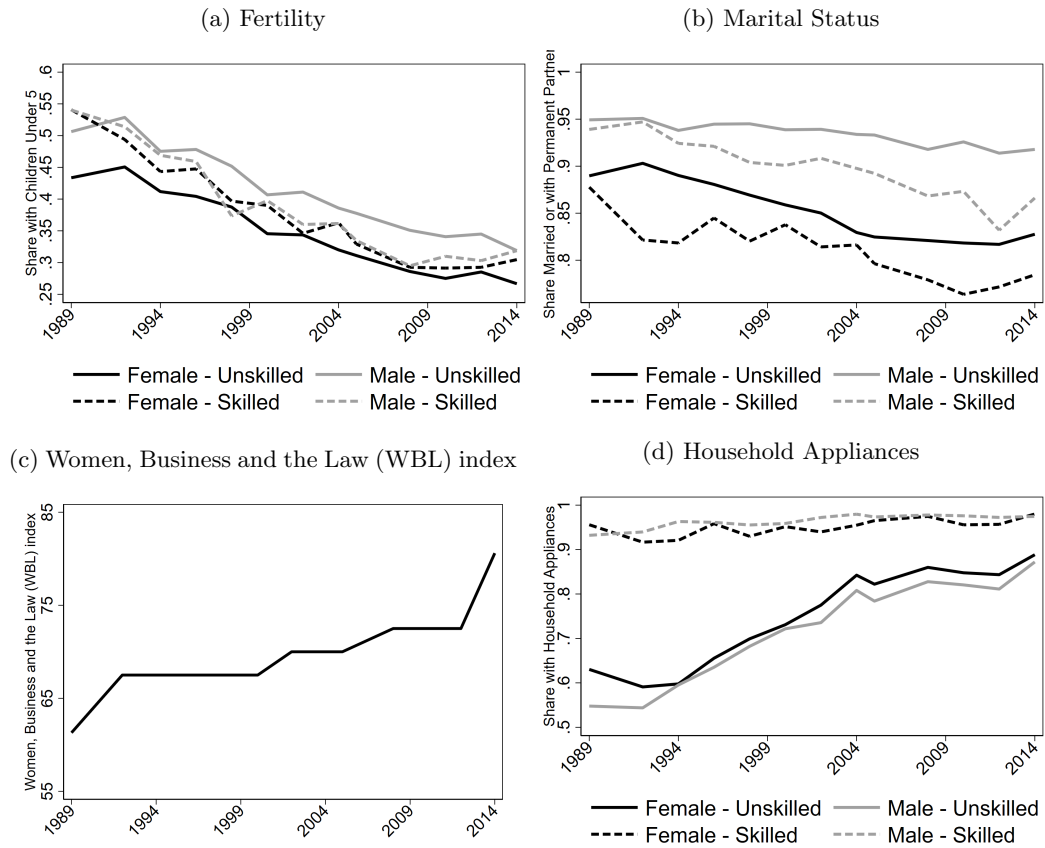 (a) Fertility
Share with Children Under 5
.6
.55
.5
.45
.4
.35
.3
.25
1989
1994
1999
2004
2009
2014
Female - Unskilled
Male - Unskilled
Female - Skilled
Male - Skilled
(b) Marital Status
Share Married or with Permanent Partner
1
.95
.9
.85
.8
1989
1994
1999
2004
2009
2014
Female - Unskilled
Male - Unskilled
Female - Skilled
Male - Skilled
(c) Women, Business and the Law (WBL) index
Women, Business and the Law (WBL) index
85
75
65
55
1989
1994
1999
2004
2009
2014
(d) Household Appliances
Share with Household Appliances
1
.9
.8
.7
.6
.5
1989
1994
1999
2004
2009
2014
Female - Unskilled
Male - Unskilled
Female - Skilled
Male - Skilled